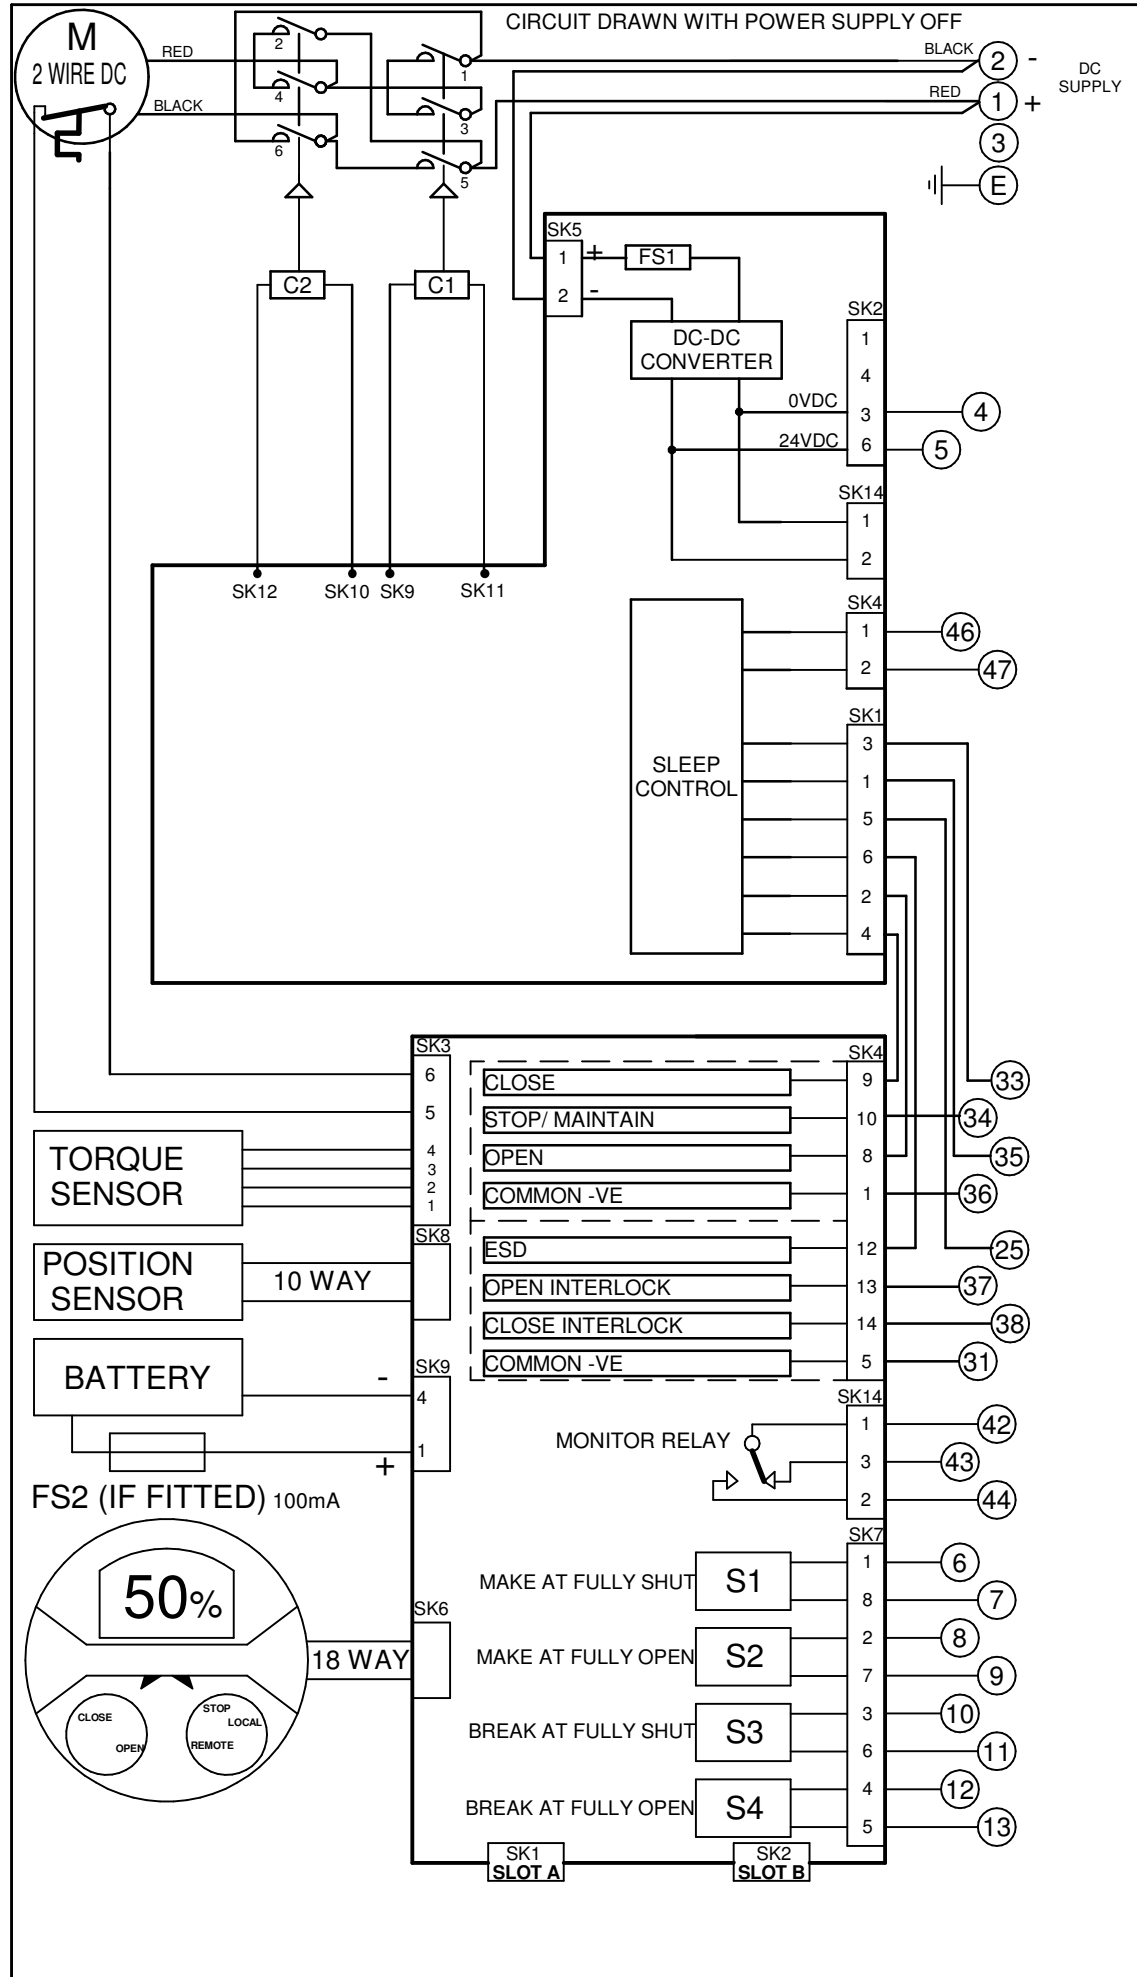 CIRCUIT DRAWN WITH POWER SUPPLY OFF
M
2 WIRE DC
RED
BLACK
2
4
6
1
3
5
BLACK
2 -
RED
1 +
DC
SUPPLY
3
E
C2
C1
SK12
SK10
SK9
SK11
SK5
1
+
FS1
2
-
DC-DC
CONVERTER
SK2
1
4
0VDC
3
4
24VDC
6
5
SK14
1
2
SLEEP
CONTROL
SK4
1
46
2
47
SK1
3
1
5
6
2
4
SK3
6
5
4
3
2
1
TORQUE
SENSOR
POSITION
SENSOR
10 WAY
SK8
BATTERY
-
+
SK9
4
1
FS2 (IF FITTED) 100mA
50%
CLOSE
OPEN
STOP
LOCAL
REMOTE
18 WAY
SK6
SK4
CLOSE
9
33
STOP/ MAINTAIN
10
34
OPEN
8
35
COMMON -VE
1
36
ESD
12
25
OPEN INTERLOCK
13
37
CLOSE INTERLOCK
14
38
COMMON -VE
5
31
SK14
MONITOR RELAY
1
42
3
43
2
44
SK7
MAKE AT FULLY SHUT
S1
1
6
8
7
MAKE AT FULLY OPEN
S2
2
8
7
9
BREAK AT FULLY SHUT
S3
3
10
6
11
BREAK AT FULLY OPEN
S4
4
12
5
13
SK1
SLOT A
SK2
SLOT B